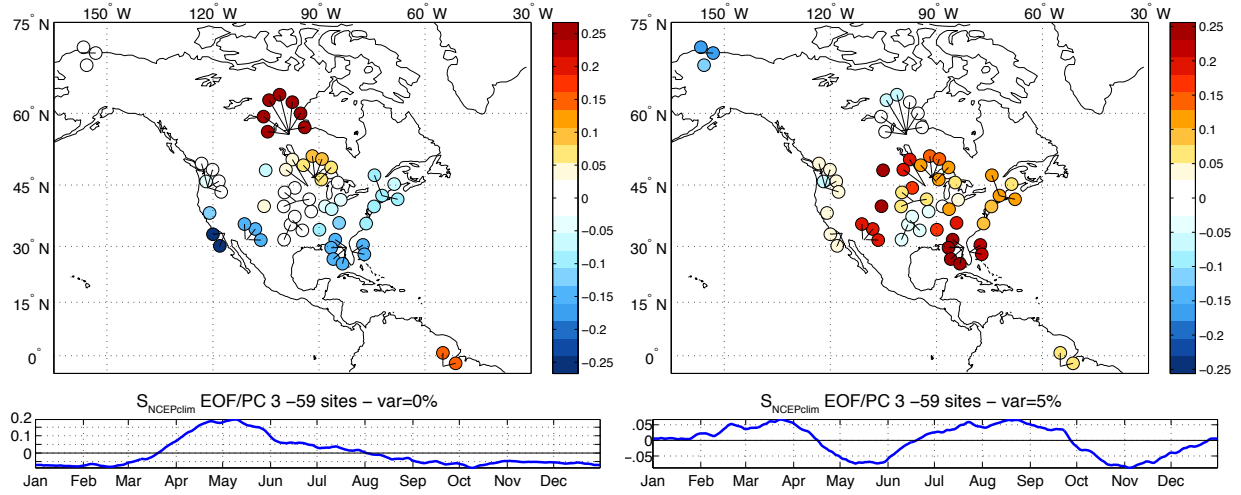 150° W 120° W 90° W 60° W 30° W
75° N
60° N
45° N
30° N
15° N
0°
0.25
0.2
0.15
0.1
0.05
0
−0.05
−0.1
−0.15
−0.2
−0.25
S_NCEPclim EOF/PC 3 −59 sites − var=0%
0.2
0.1
0
Jan Feb Mar Apr May Jun Jul Aug Sep Oct Nov Dec
150° W 120° W 90° W 60° W 30° W
75° N
60° N
45° N
30° N
15° N
0°
0.25
0.2
0.15
0.1
0.05
0
−0.05
−0.1
−0.15
−0.2
−0.25
S_NCEPclim EOF/PC 3 −59 sites − var=5%
.05
0
−.05
Jan Feb Mar Apr May Jun Jul Aug Sep Oct Nov Dec